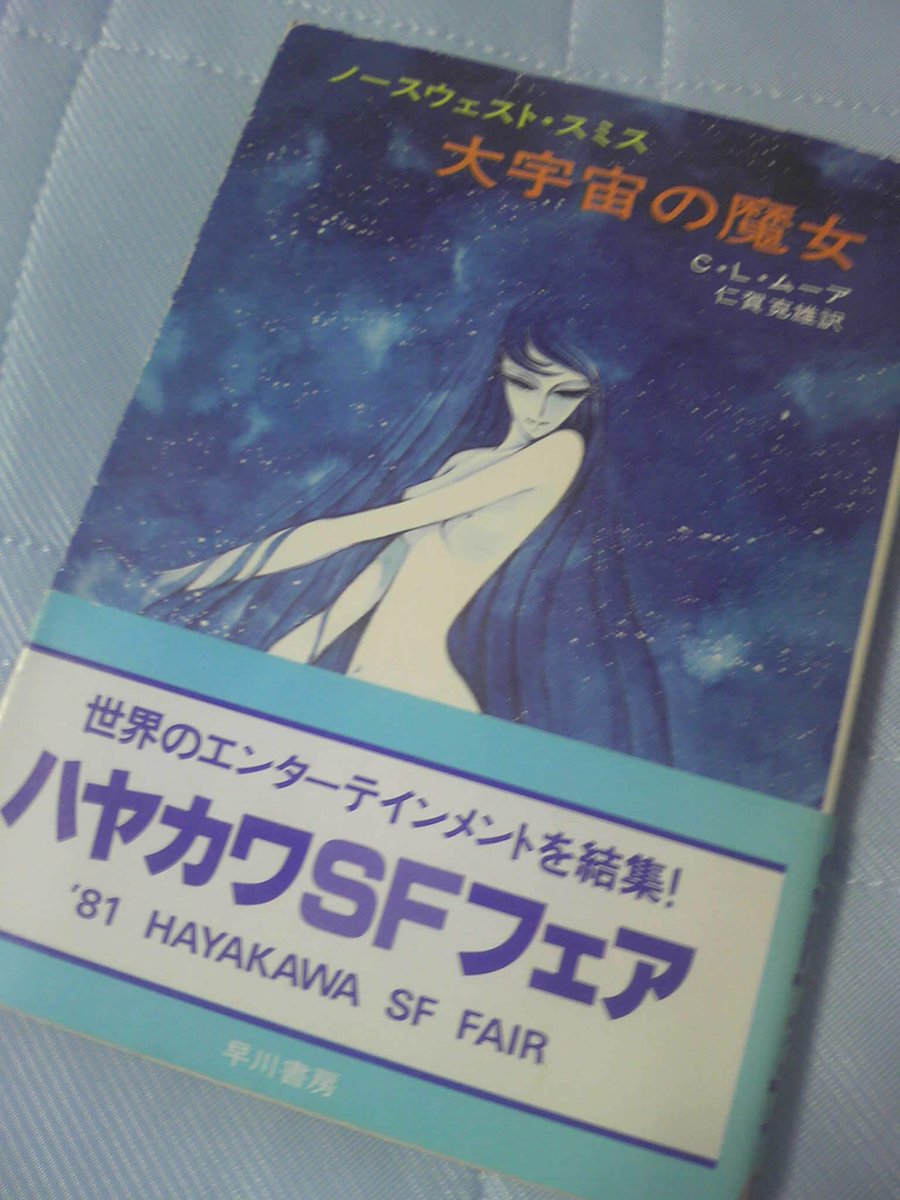 ノースウェスト・スミス
大宇宙の魔女
C・L・ムーア
仁賀克雄訳
世界のエンターテインメントを結集!
ハヤカワSFフェア
'81 HAYAKAWA SF FAIR
早川書房